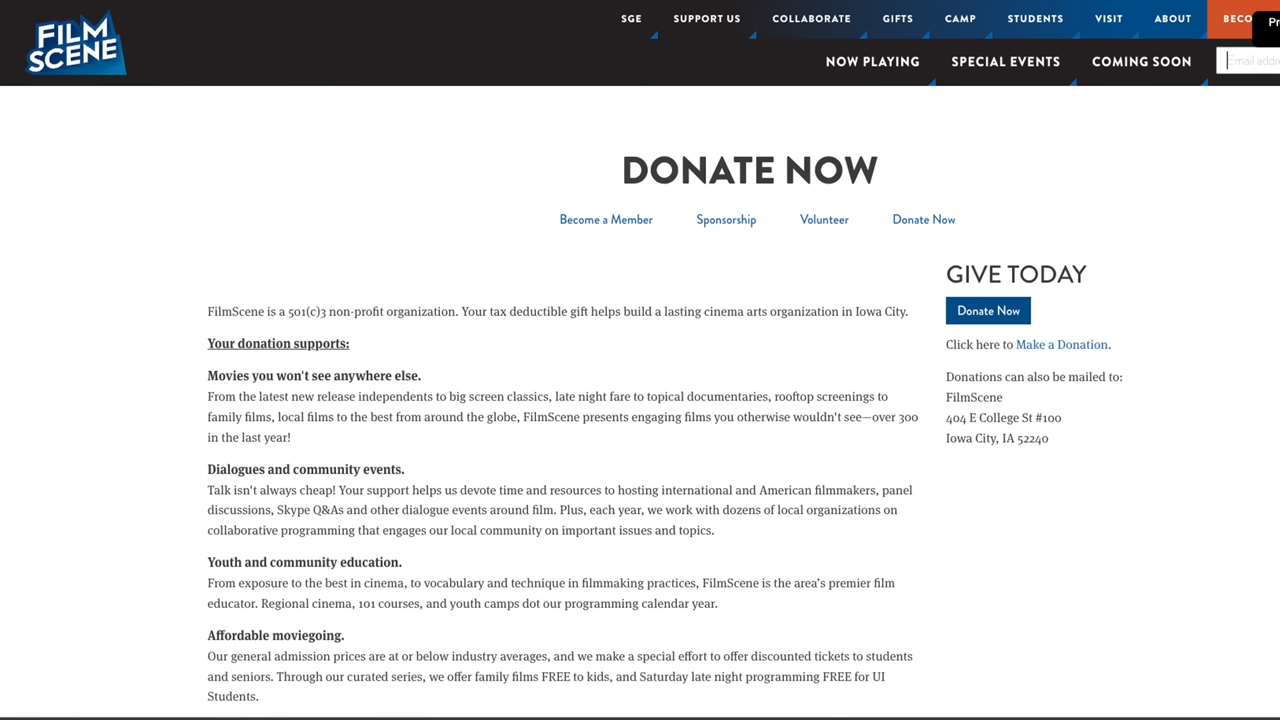 FILM
SCENE
SGE SUPPORT US COLLABORATE GIFTS CAMP STUDENTS VISIT ABOUT
NOW PLAYING SPECIAL EVENTS COMING SOON
DONATE NOW
Become a Member Sponsorship Volunteer Donate Now
FilmScene is a 501(c)3 non-profit organization. Your tax deductible gift helps build a lasting cinema arts organization in Iowa City.
Your donation supports:
Movies you won't see anywhere else.
From the latest new release independents to big screen classics, late night fare to topical documentaries, rooftop screenings to
family films, local films to the best from around the globe, FilmScene presents engaging films you otherwise wouldn't see—over 300
in the last year!
Dialogues and community events.
Talk isn't always cheap! Your support helps us devote time and resources to hosting international and American filmmakers, panel
discussions, Skype Q&As and other dialogue events around film. Plus, each year, we work with dozens of local organizations on
collaborative programming that engages our local community on important issues and topics.
Youth and community education.
From exposure to the best in cinema, to vocabulary and technique in filmmaking practices, FilmScene is the area’s premier film
educator. Regional cinema, 101 courses, and youth camps dot our programming calendar year.
Affordable moviegoing.
Our general admission prices are at or below industry averages, and we make a special effort to offer discounted tickets to students
and seniors. Through our curated series, we offer family films FREE to kids, and Saturday late night programming FREE for UI
Students.
GIVE TODAY
Donate Now
Click here to Make a Donation.
Donations can also be mailed to:
FilmScene
404 E College St #100
Iowa City, IA 52240